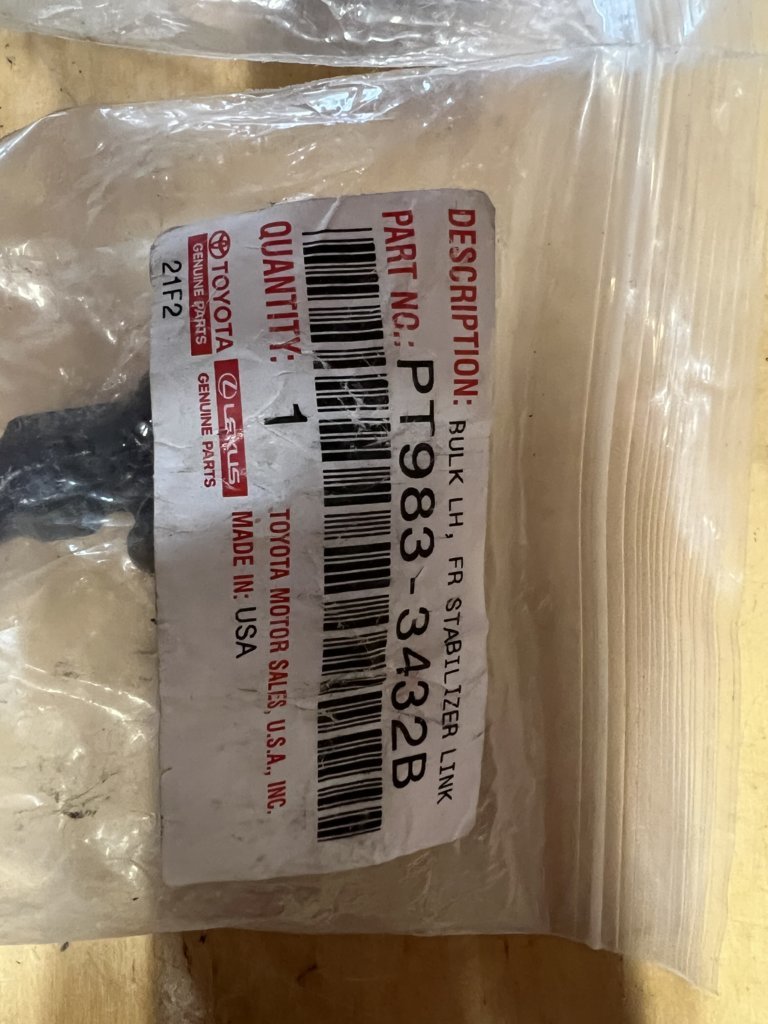 DESCRIPTION: BULK LH, FR STABILIZER LINK
PART NO.: PT983-3432B
QUANTITY: 1
TOYOTA MOTOR SALES, U.S.A., INC.
TOYOTA
GENUINE PARTS
LEXUS
GENUINE PARTS
MADE IN: USA
21F2